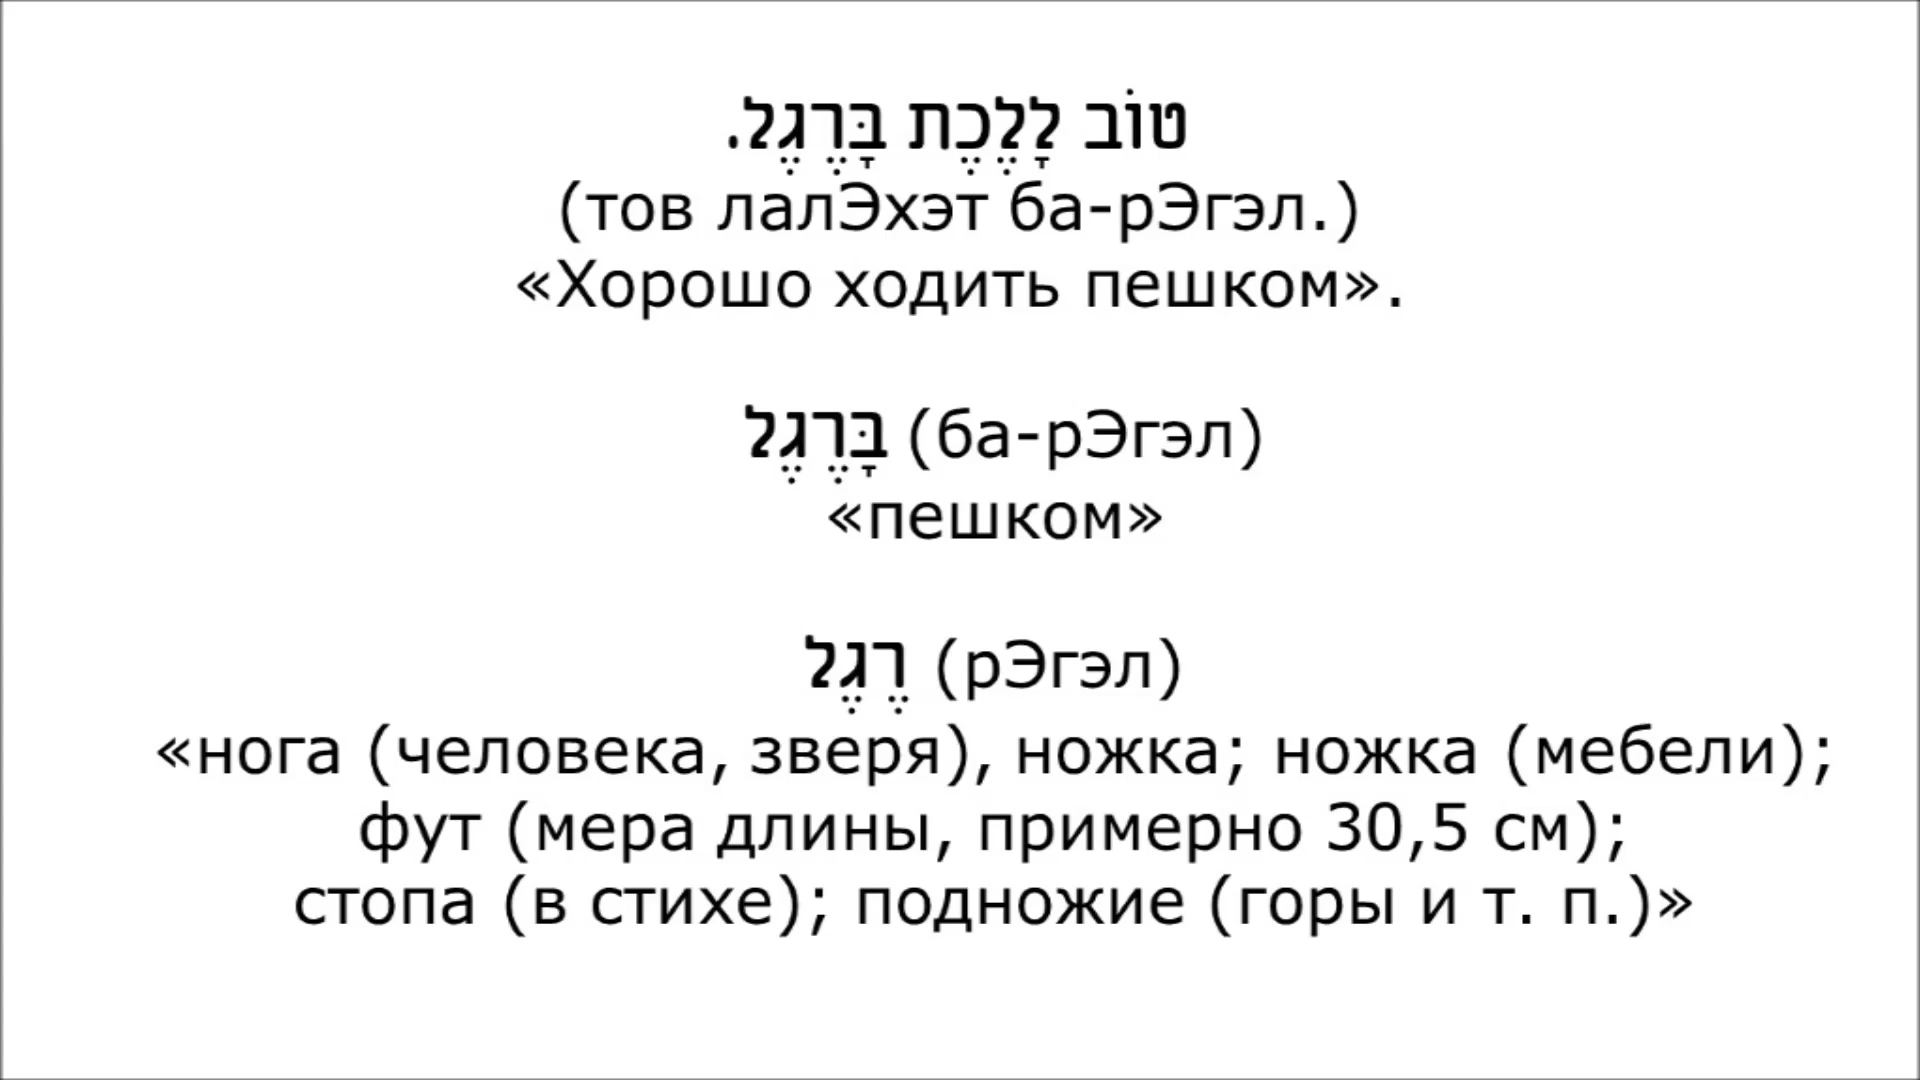 טוֹב לָלֶכֶת בָּרֶגֶל.
(тов лалЭхэт ба-рЭгэл.)
«Хорошо ходить пешком».
בָּרֶגֶל (ба-рЭгэл)
«пешком»
רֶגֶל (рЭгэл)
«нога (человека, зверя), ножка; ножка (мебели);
фут (мера длины, примерно 30,5 см);
стопа (в стихе); подножие (горы и т. п.)»